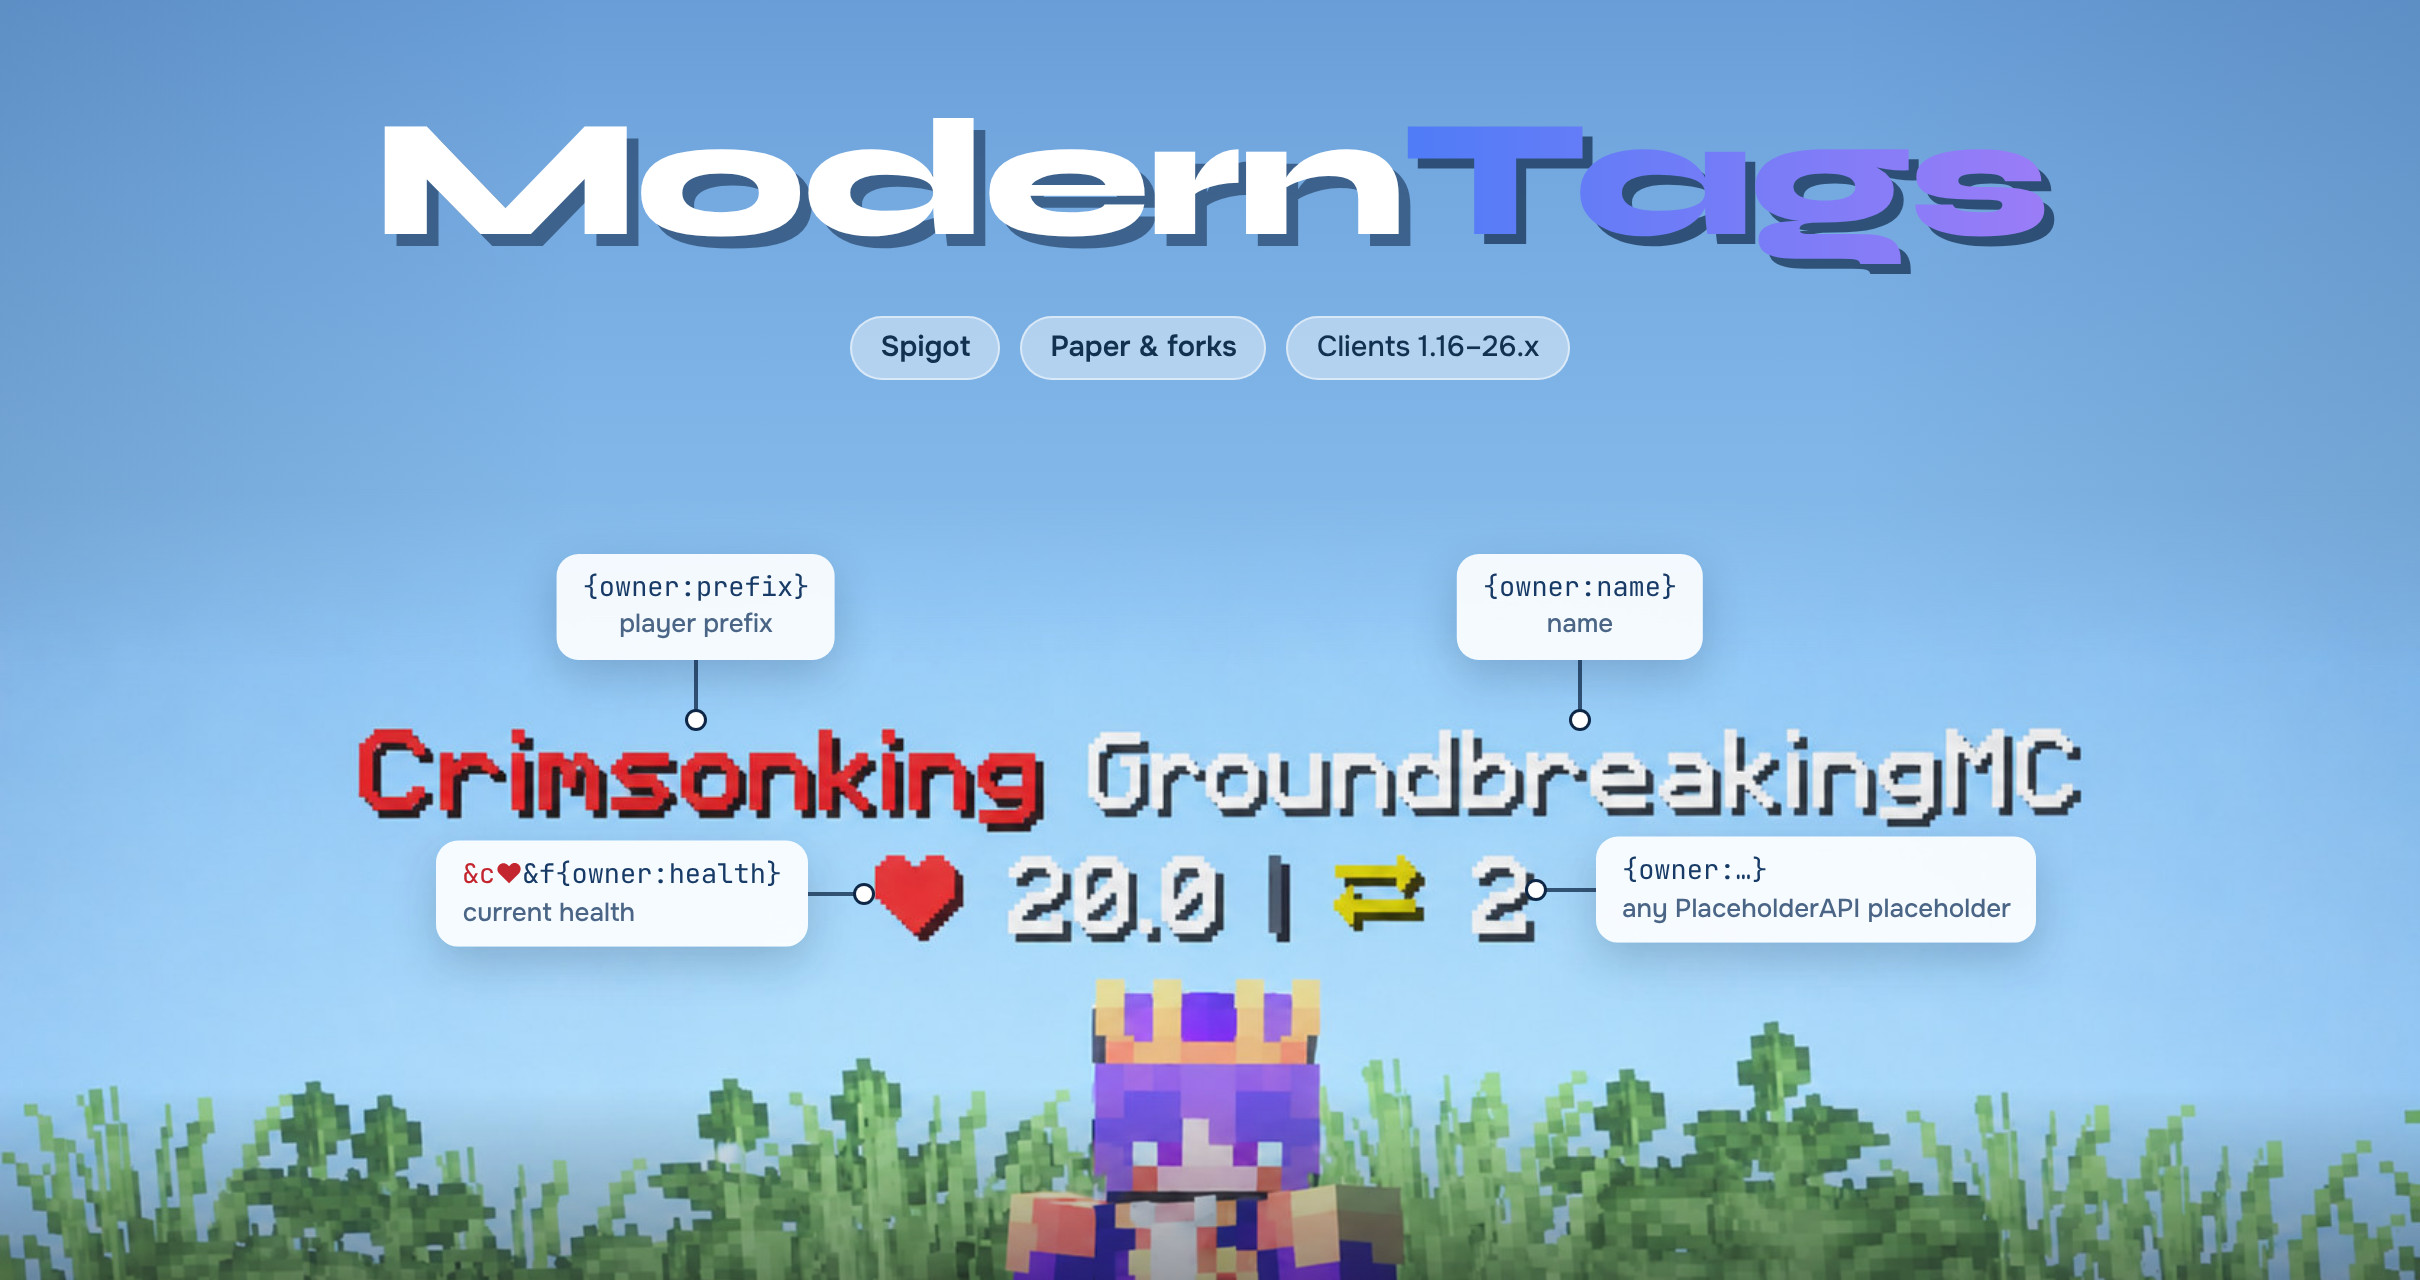 ModernTags
Spigot
Paper & forks
Clients 1.16–26.x
{owner:prefix}
player prefix
{owner:name}
name
Crimsonking GroundbreakingMC
&c❤&f{owner:health}
current health
❤ 20.0 | ⇄ 2
{owner:…}
any PlaceholderAPI placeholder